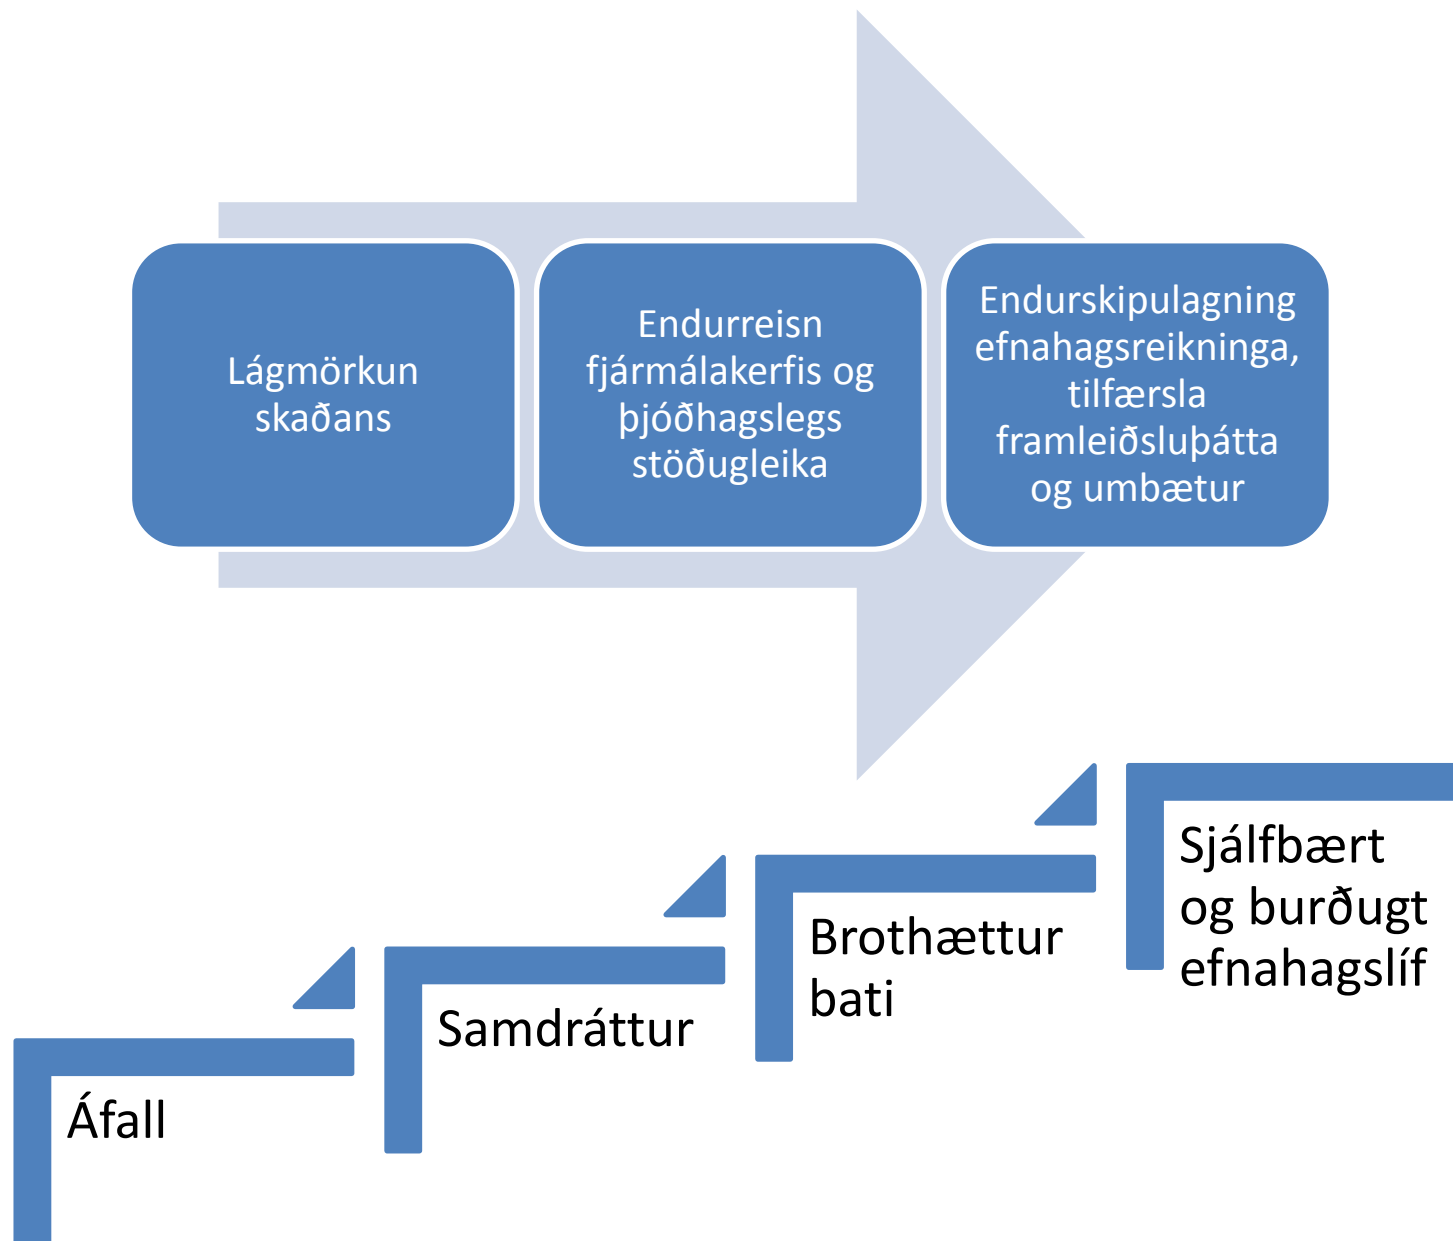 Lágmörkun
skaðans
Endurreisn
fjármálakerfis og
þjóðhagslegs
stöðugleika
Endurskipulagning
efnahagsreikninga,
tilfærsla
framleiðsluþátta
og umbætur
Áfall
Samdráttur
Brothættur
bati
Sjálfbært
og burðugt
efnahagslíf